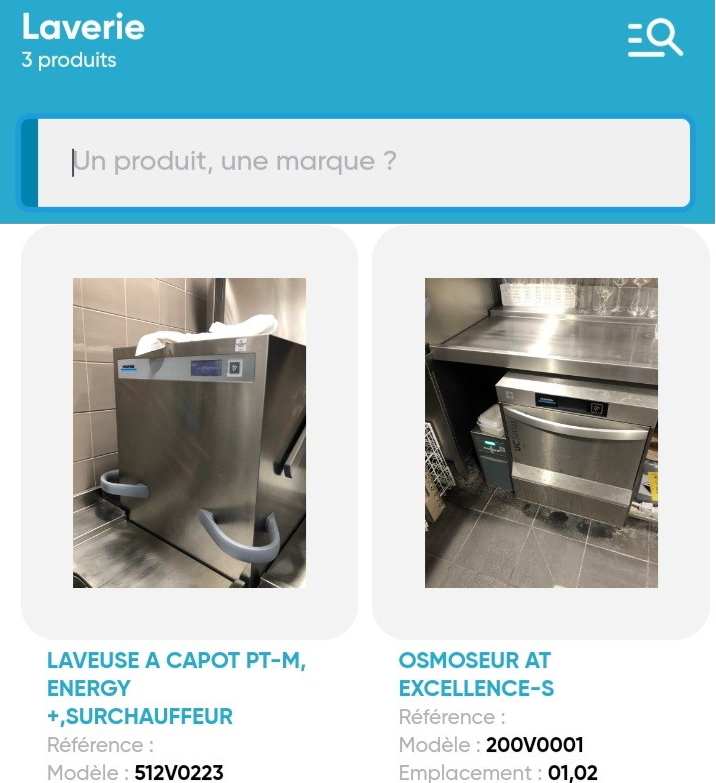 Laverie
3 produits
Un produit, une marque ?
LAVEUSE A CAPOT PT-M,
ENERGY
+,SURCHAUFFEUR
Référence :
Modèle : 512V0223
OSMOSEUR AT
EXCELLENCE-S
Référence :
Modèle : 200V0001
Emplacement : 01,02